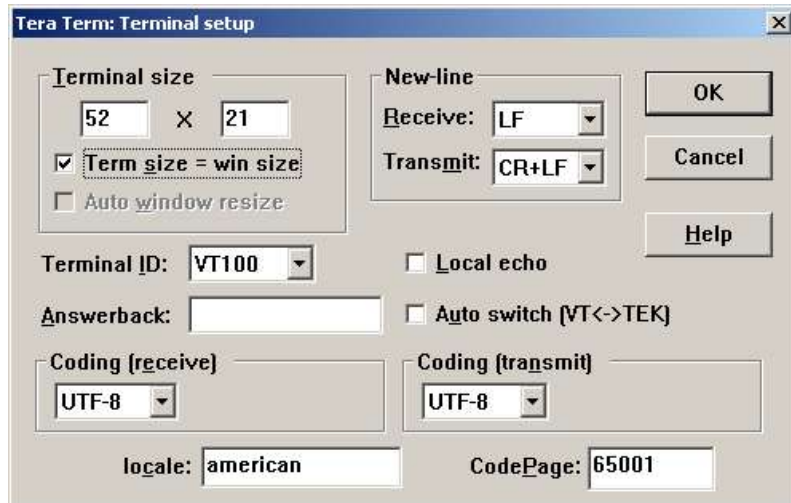 Tera Term: Terminal setup
Terminal size
52 X 21
Term size = win size
Auto window resize
New-line
Receive: LF
Transmit: CR+LF
OK
Cancel
Help
Terminal ID: VT100
Local echo
Answerback:
Auto switch (VT<->TEK)
Coding (receive)
UTF-8
Coding (transmit)
UTF-8
locale: american
CodePage: 65001